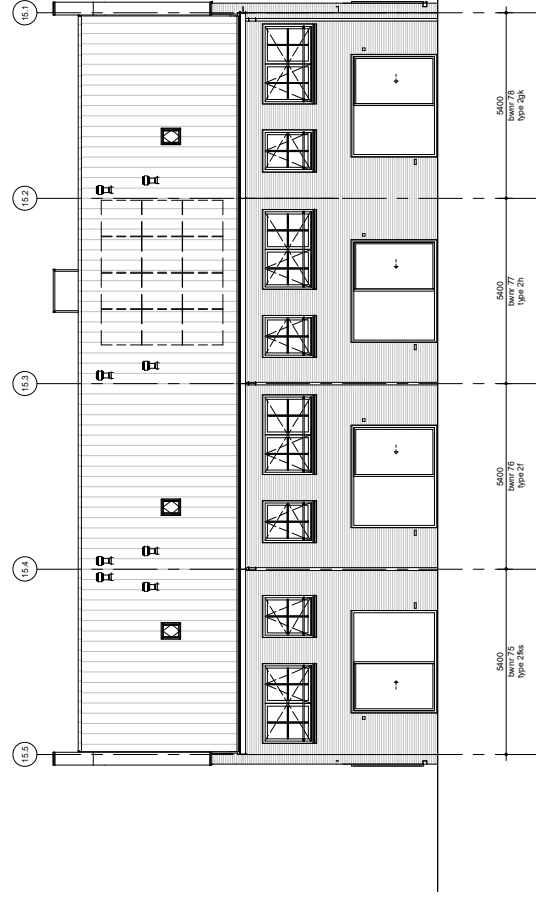 15.5
15.4
15.3
15.2
15.1
5400
bwnr 75
type 2fks
5400
bwnr 76
type 2f
5400
bwnr 77
type 2h
5400
bwnr 78
type 2gk